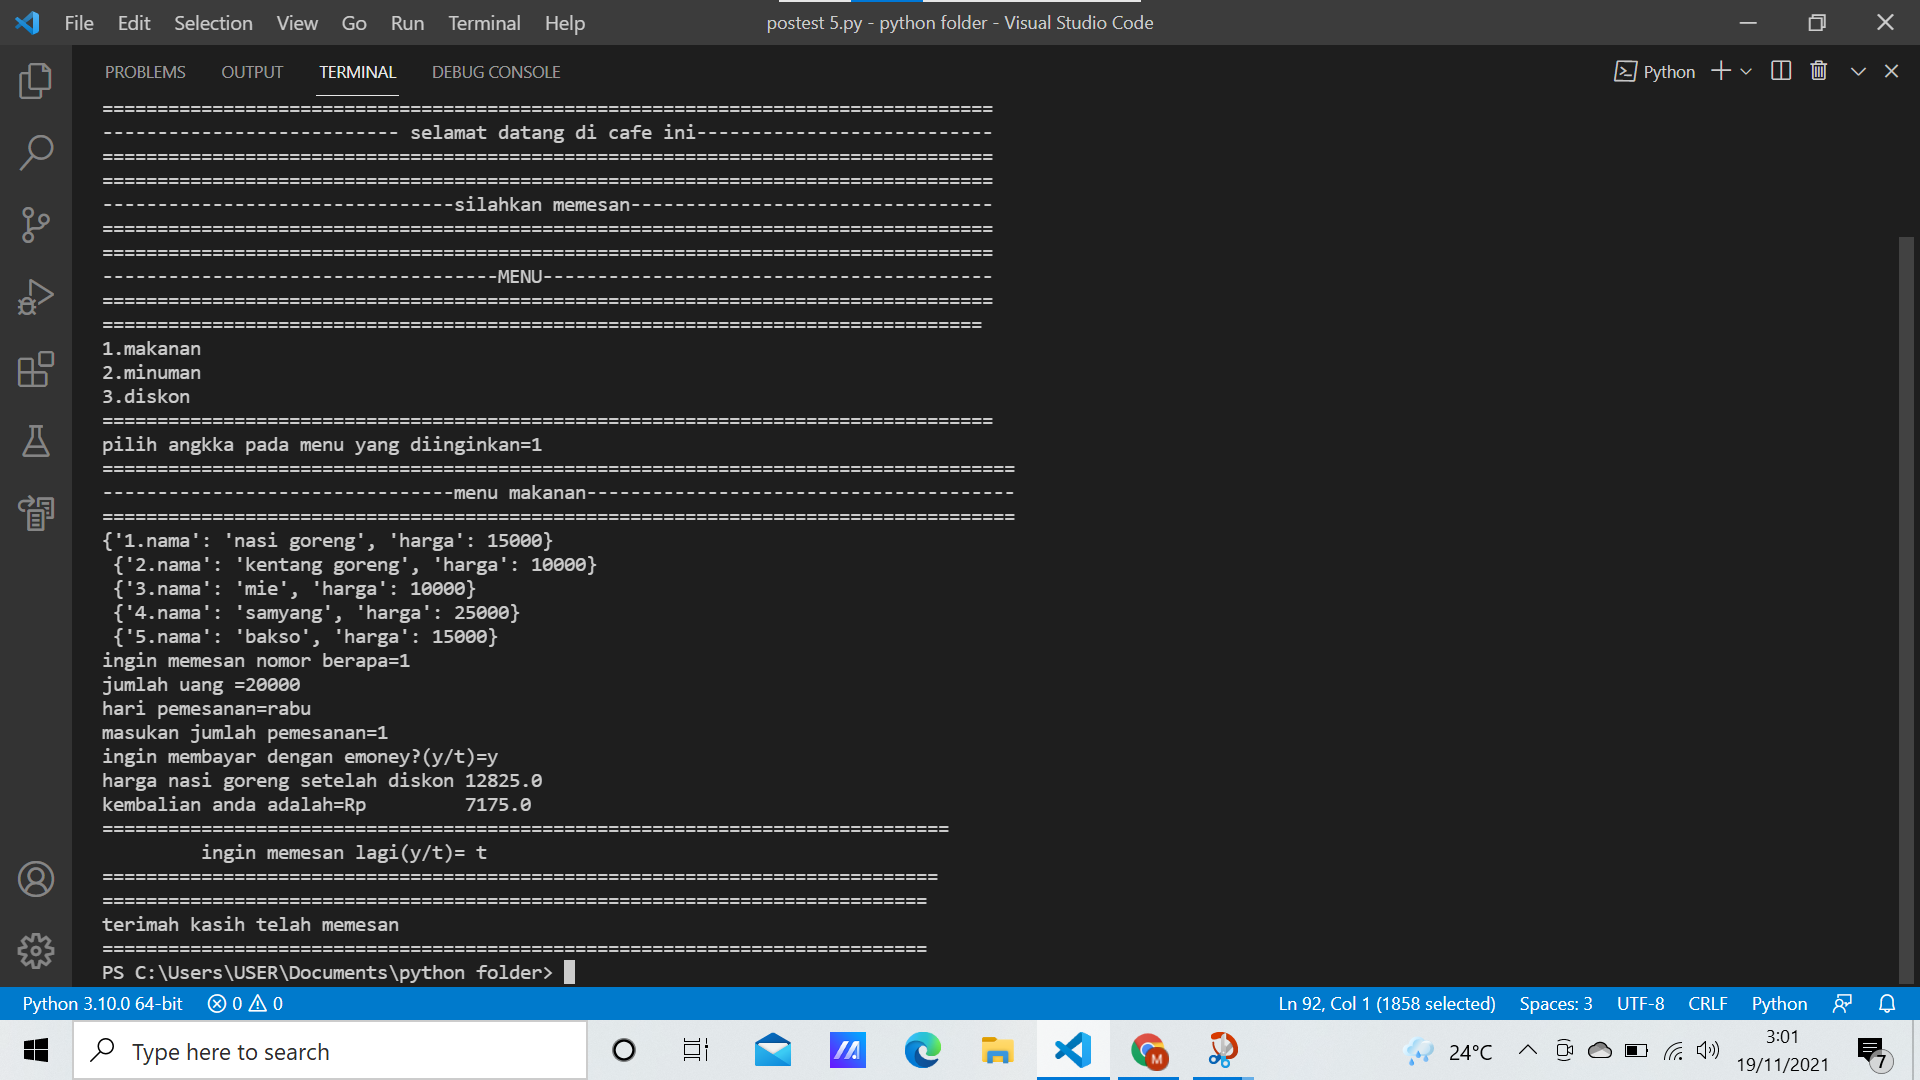 File Edit Selection View Go Run Terminal Help postest 5.py - python folder - Visual Studio Code
PROBLEMS OUTPUT TERMINAL DEBUG CONSOLE Python
=================================================================================
--------------------------- selamat datang di cafe ini---------------------------
=================================================================================
=================================================================================
--------------------------------silahkan memesan---------------------------------
=================================================================================
=================================================================================
------------------------------------MENU-----------------------------------------
=================================================================================
================================================================================
1.makanan
2.minuman
3.diskon
=================================================================================
pilih angkka pada menu yang diinginkan=1
===================================================================================
--------------------------------menu makanan---------------------------------------
===================================================================================
{'1.nama': 'nasi goreng', 'harga': 15000}
{'2.nama': 'kentang goreng', 'harga': 10000}
{'3.nama': 'mie', 'harga': 10000}
{'4.nama': 'samyang', 'harga': 25000}
{'5.nama': 'bakso', 'harga': 15000}
ingin memesan nomor berapa=1
jumlah uang =20000
hari pemesanan=rabu
masukan jumlah pemesanan=1
ingin membayar dengan emoney?(y/t)=y
harga nasi goreng setelah diskon 12825.0
kembalian anda adalah=Rp         7175.0
=============================================================================
ingin memesan lagi(y/t)= t
============================================================================
===========================================================================
terimah kasih telah memesan
===========================================================================
PS C:\Users\USER\Documents\python folder>
Python 3.10.0 64-bit 0 0 Ln 92, Col 1 (1858 selected) Spaces: 3 UTF-8 CRLF Python
Type here to search M 24°C 3:01
19/11/2021 7